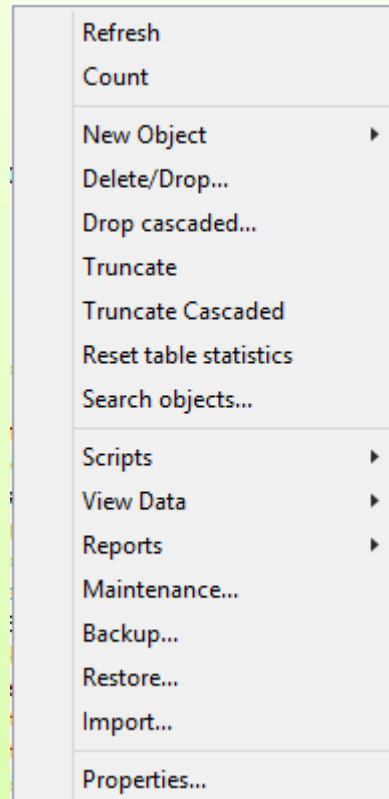 Refresh
Count
New Object
Delete/Drop...
Drop cascaded...
Truncate
Truncate Cascaded
Reset table statistics
Search objects...
Scripts
View Data
Reports
Maintenance...
Backup...
Restore...
Import...
Properties...